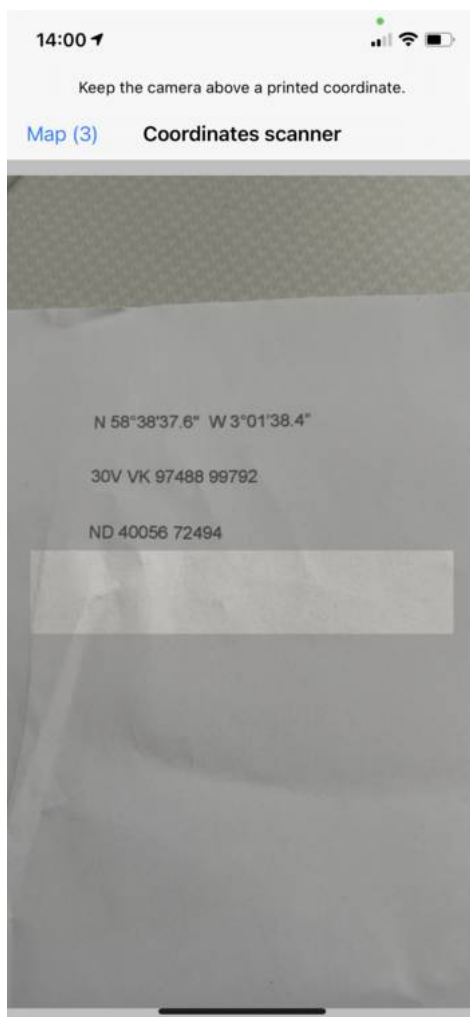 14:00
Keep the camera above a printed coordinate.
Map (3) Coordinates scanner
N 58°38'37.6" W 3°01'38.4"
30V VK 97488 99792
ND 40056 72494